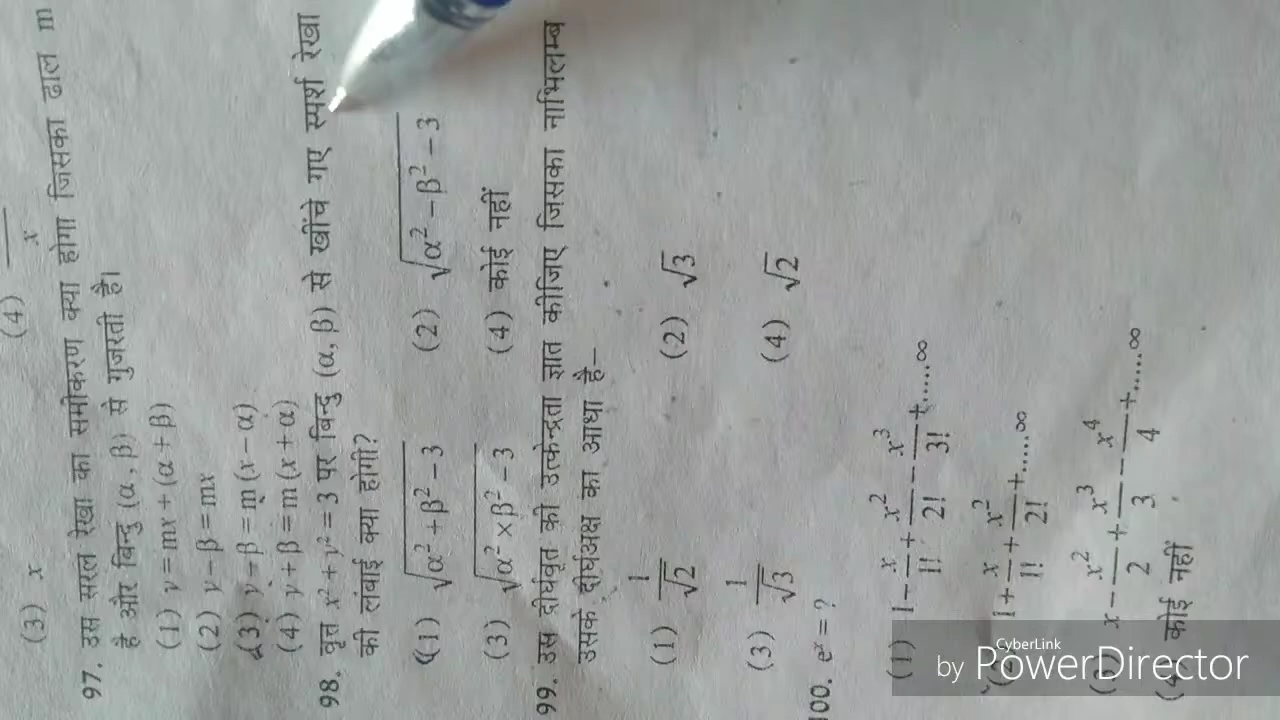 (3) x (4) x
97. उस सरल रेखा का समीकरण क्या होगा जिसका ढाल m
है और बिन्दु (α, β) से गुजरती है।
(1) y = mx + (α + β)
(2) y − β = mx
(3) y − β = m (x − α)
(4) y + β = m (x + α)
98. वृत्त x² + y² = 3 पर बिन्दु (α, β) से खींचे गए स्पर्श रेखा
की लंबाई क्या होगी?
(1) √(α² + β² − 3) (2) √(α² − β² − 3)
(3) √(α² × β² − 3) (4) कोई नहीं
99. उस दीर्घवृत की उत्केन्द्रता ज्ञात कीजिए जिसका नाभिलम्ब
उसके दीर्घअक्ष का आधा है–
(1) 1/√2 (2) √3
(3) 1/√3 (4) √2
100. eˣ = ?
(1) 1 − x/1! + x²/2! − x³/3! + .....∞
(2) 1 + x/1! + x²/2! + .....∞
(3) x − x²/2 + x³/3 − x⁴/4 + .....∞
(4) कोई नहीं
CyberLink
by PowerDirector